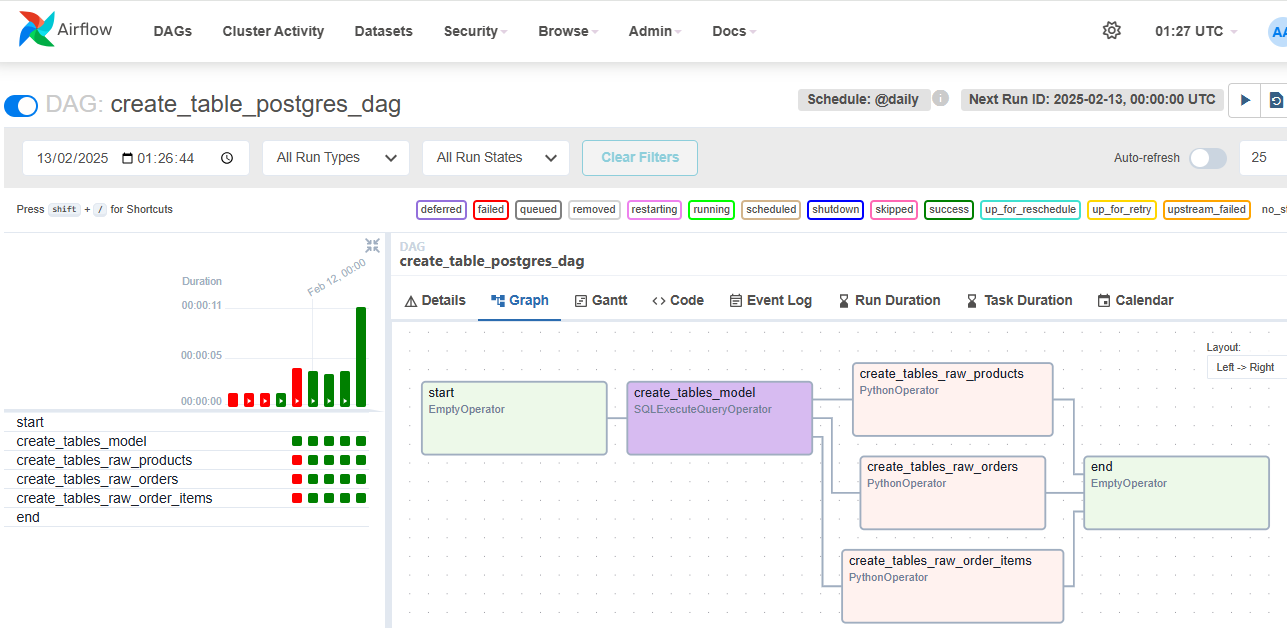 Airflow DAGs Cluster Activity Datasets Security Browse Admin Docs 01:27 UTC AA
DAG: create_table_postgres_dag Schedule: @daily i Next Run ID: 2025-02-13, 00:00:00 UTC
13/02/2025 01:26:44 All Run Types All Run States Clear Filters Auto-refresh 25
Press shift + / for Shortcuts deferred failed queued removed restarting running scheduled shutdown skipped success up_for_reschedule up_for_retry upstream_failed
Feb 12, 00:00
Duration
00:00:11
00:00:05
00:00:00
start
create_tables_model
create_tables_raw_products
create_tables_raw_orders
create_tables_raw_order_items
end
DAG
create_table_postgres_dag
Details Graph Gantt Code Event Log Run Duration Task Duration Calendar
Layout:
Left -> Right
start
EmptyOperator
create_tables_model
SQLExecuteQueryOperator
create_tables_raw_products
PythonOperator
create_tables_raw_orders
PythonOperator
create_tables_raw_order_items
PythonOperator
end
EmptyOperator